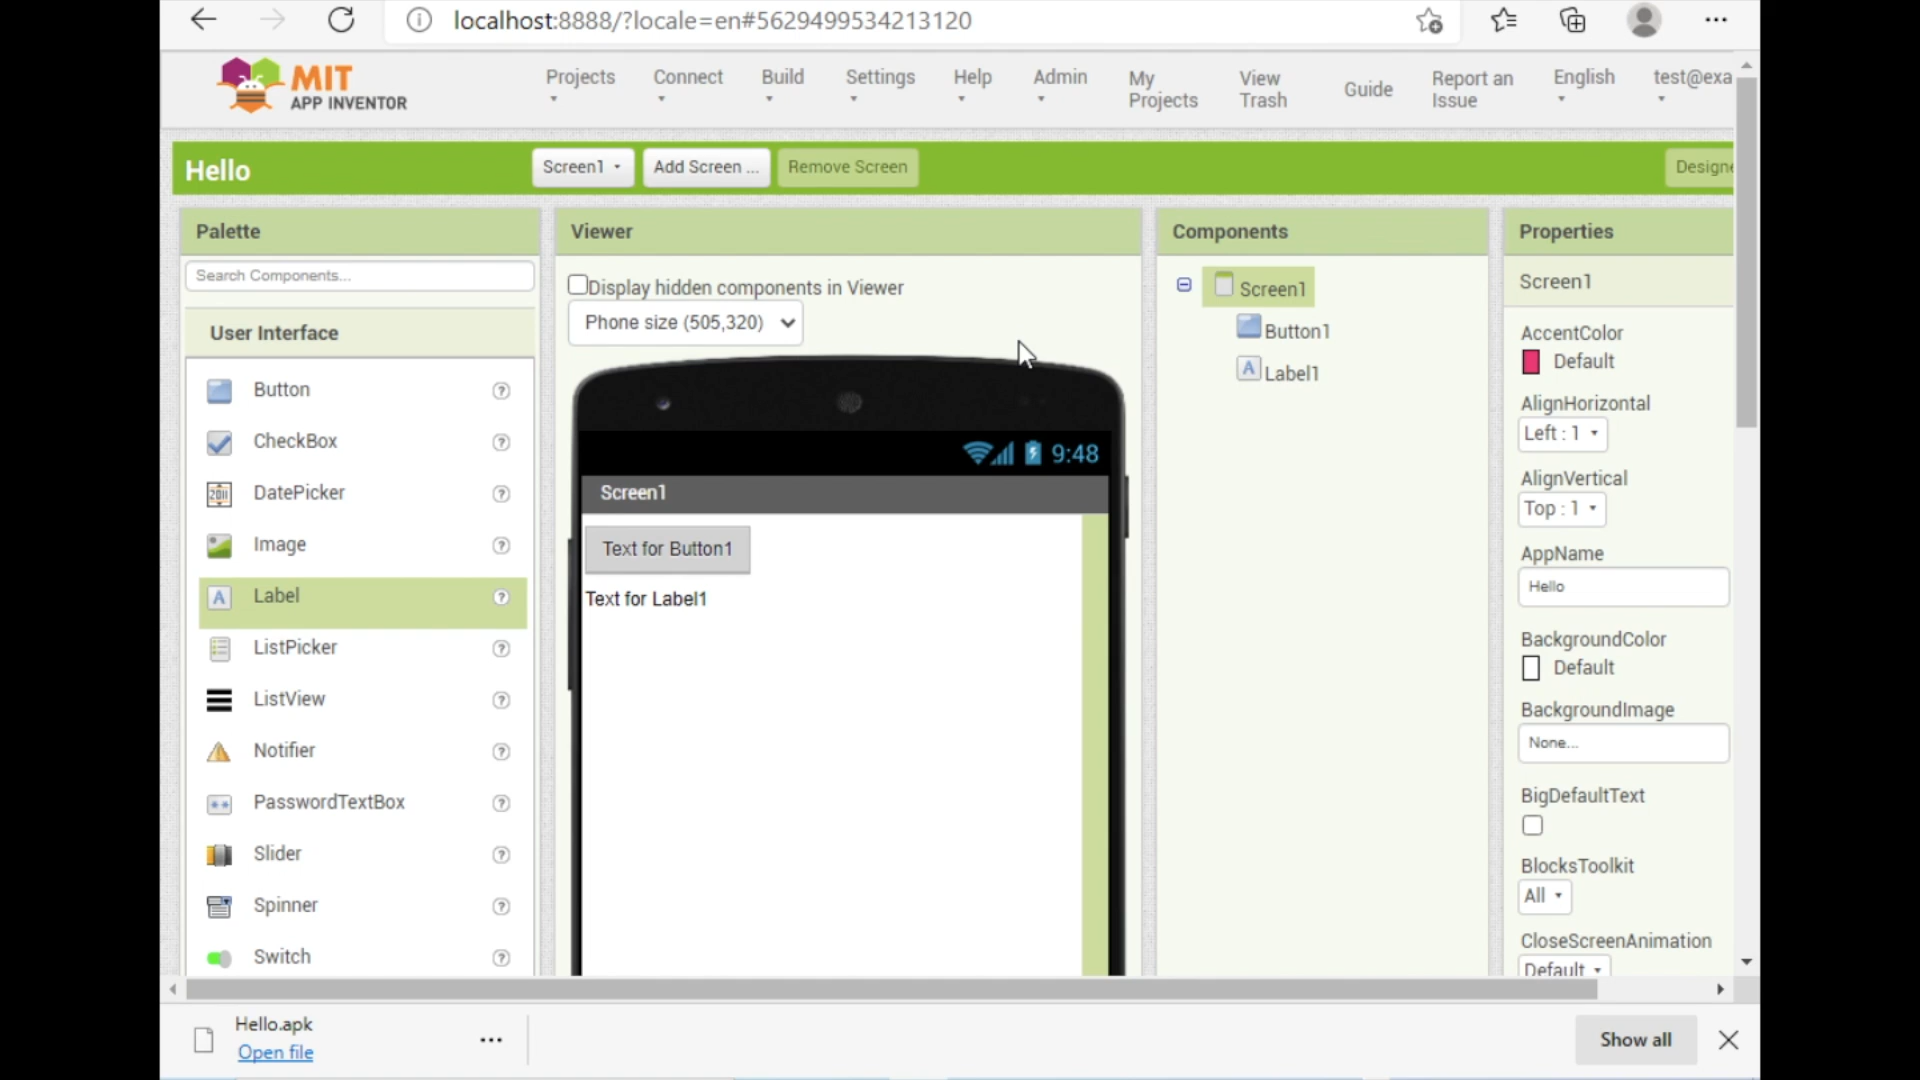 localhost:8888/?locale=en#5629499534213120
MIT
APP INVENTOR
Projects
Connect
Build
Settings
Help
Admin
My
Projects
View
Trash
Guide
Report an
Issue
English
test@exa
Hello
Screen1
Add Screen ...
Remove Screen
Designe
Palette
Search Components...
User Interface
Button
CheckBox
2011
DatePicker
Image
A
Label
ListPicker
ListView
Notifier
PasswordTextBox
Slider
Spinner
Switch
Viewer
Display hidden components in Viewer
Phone size (505,320)
9:48
Screen1
Text for Button1
Text for Label1
Components
Screen1
Button1
A
Label1
Properties
Screen1
AccentColor
Default
AlignHorizontal
Left : 1
AlignVertical
Top : 1
AppName
Hello
BackgroundColor
Default
BackgroundImage
None...
BigDefaultText
BlocksToolkit
All
CloseScreenAnimation
Default
Hello.apk
Open file
Show all